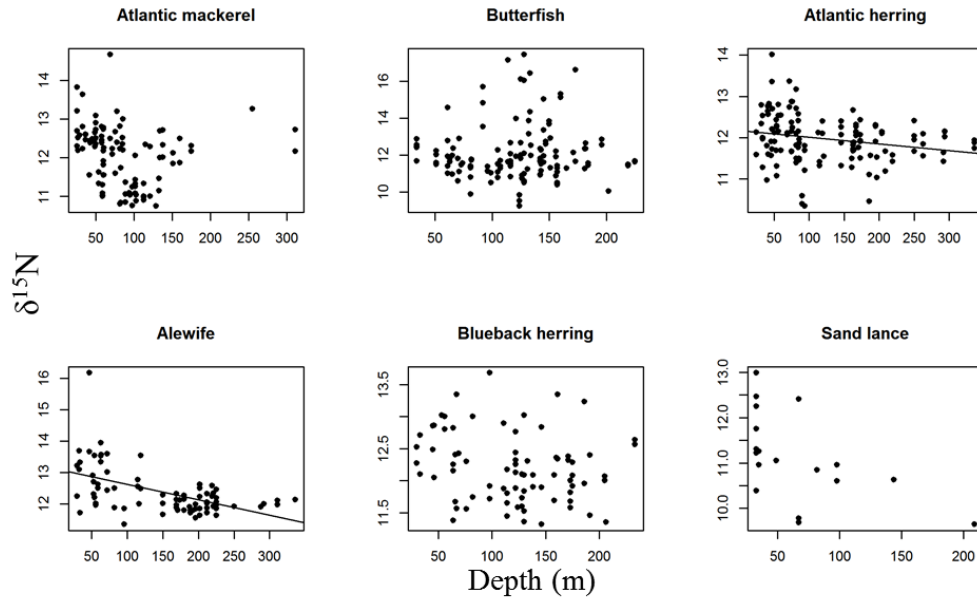 Atlantic mackerel
Butterfish
Atlantic herring
14
13
12
11
50 100 150 200 250 300
16
14
12
10
50 100 150 200
14
13
12
11
50 100 150 200 250 300
δ15N
Alewife
Blueback herring
Sand lance
16
15
14
13
12
50 100 150 200 250 300
13.5
12.5
11.5
50 100 150 200
13.0
12.0
11.0
10.0
50 100 150 200
Depth (m)